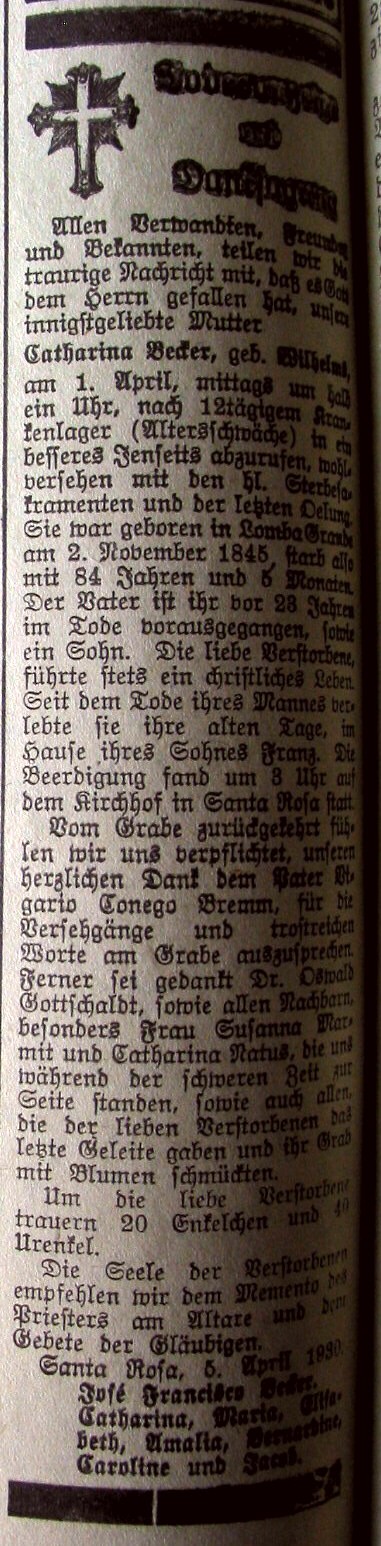 Todesanzeige
und
Danksagung
Allen Verwandten, Freunden
und Bekannten, teilen wir die
traurige Nachricht mit, daß es Gott
dem Herrn gefallen hat, unsere
innigstgeliebte Mutter
Catharina Becker, geb. Wilhelms,
am 1. April, mittags um halb
ein Uhr, nach 12tägigem Kran-
kenlager (Altersschwäche) in ein
besseres Jenseits abzurufen, wohl-
versehen mit den hl. Sterbesa-
kramenten und der letzten Oelung.
Sie war geboren in Lomba Grande
am 2. November 1845, starb also
mit 84 Jahren und 5 Monaten.
Der Vater ist ihr vor 23 Jahren
im Tode vorausgegangen, sowie
ein Sohn. Die liebe Verstorbene,
führte stets ein christliches Leben.
Seit dem Tode ihres Mannes ver-
lebte sie ihre alten Tage, im
Hause ihres Sohnes Franz. Die
Beerdigung fand um 3 Uhr auf
dem Kirchhof in Santa Rosa statt.
Vom Grabe zurückgekehrt füh-
len wir uns verpflichtet, unseren
herzlichen Dank dem Pater Vi-
gario Conego Bremm, für die
Versehgänge und trostreichen
Worte am Grabe auszusprechen.
Ferner sei gedankt Dr. Oswald
Gottschaldt, sowie allen Nachbarn,
besonders Frau Susanna Mar-
mit und Catharina Natus, die uns
während der schweren Zeit zur
Seite standen, sowie auch allen,
die der lieben Verstorbenen das
letzte Geleite gaben und ihr Grab
mit Blumen schmückten.
Um die liebe Verstorbene
trauern 20 Enkelchen und 40
Urenkel.
Die Seele der Verstorbenen
empfehlen wir dem Memento des
Priesters am Altare und dem
Gebete der Gläubigen.
Santa Rosa, 5. April 1930.
José Francisco Becker.
Catharina, Maria, Elisa-
beth, Amalia, Bernardine,
Caroline und Jacob.